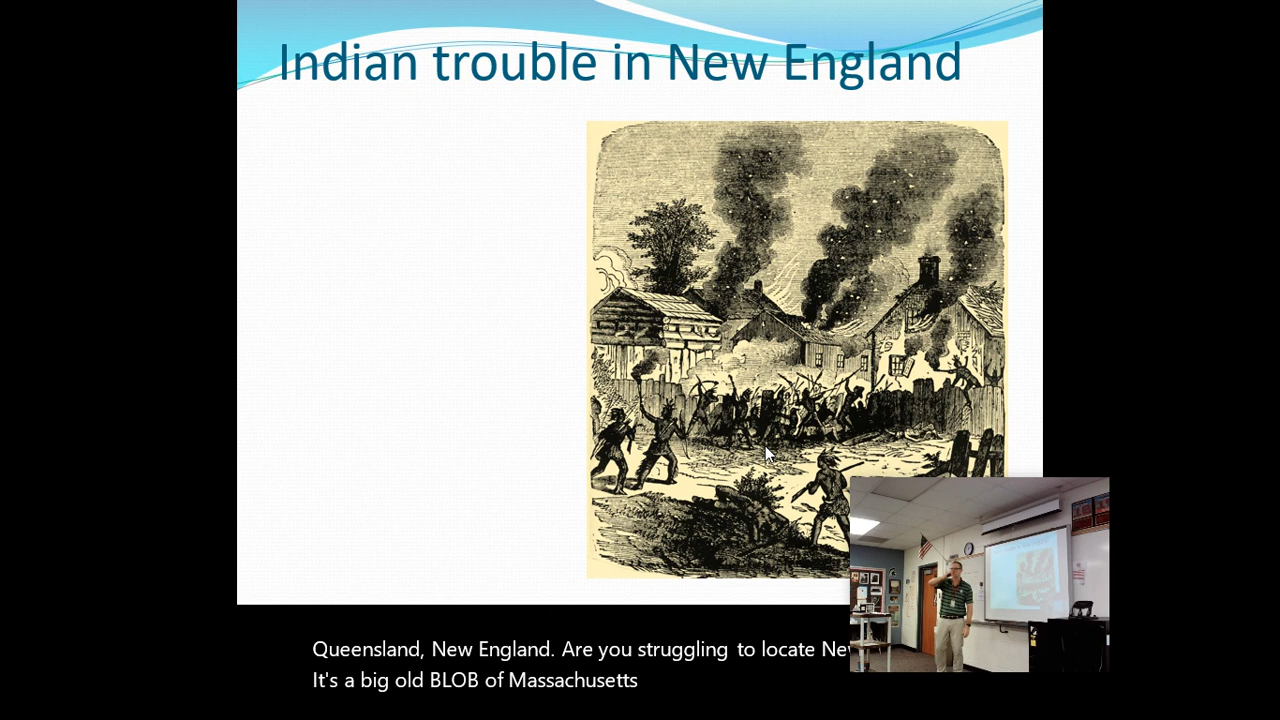 Indian trouble in New England
Queensland, New England. Are you struggling to locate
It's a big old BLOB of Massachusetts